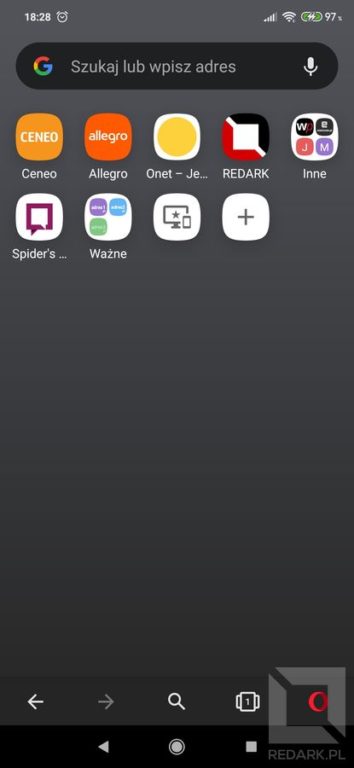 18:28
97%
Szukaj lub wpisz adres
CENEO
allegro
Ceneo
Allegro
Onet – Je...
REDARK
Inne
J
M
adres1
adres2
Spider's ...
Ważne
1
REDARK.PL